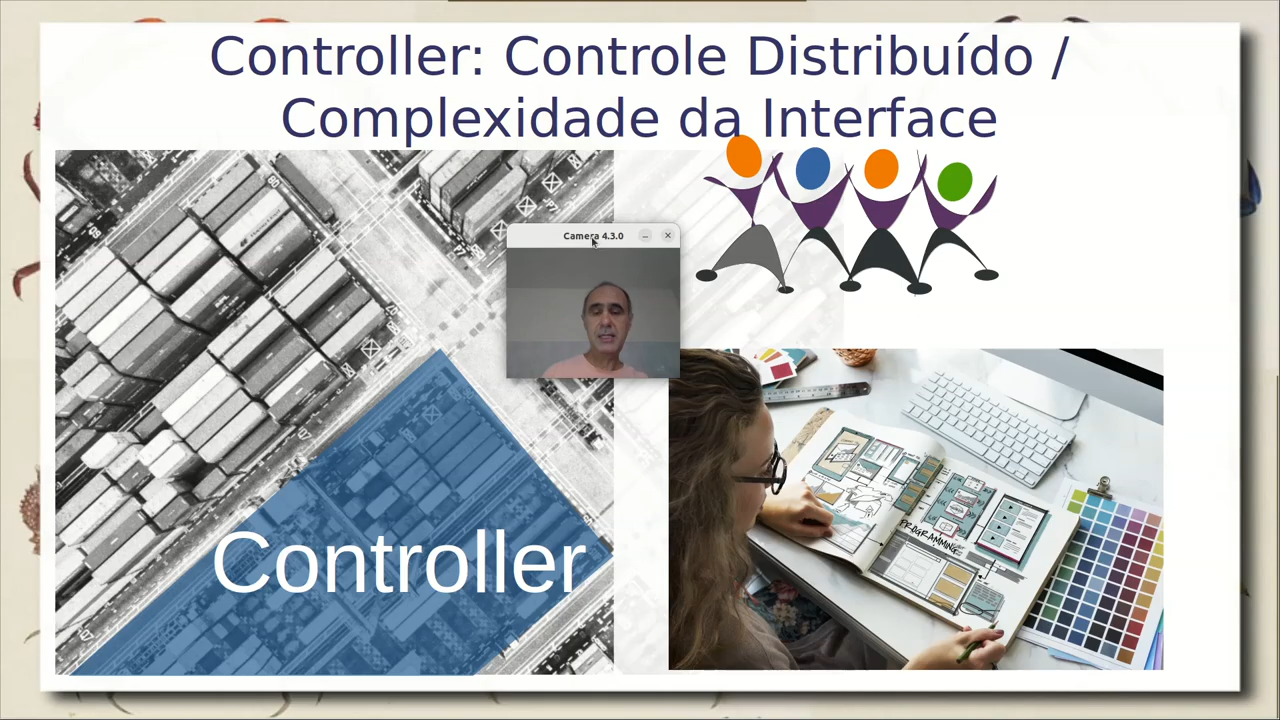 Controller: Controle Distribuído /
Complexidade da Interface
Camera 4.3.0
Controller
PROGRAMMING